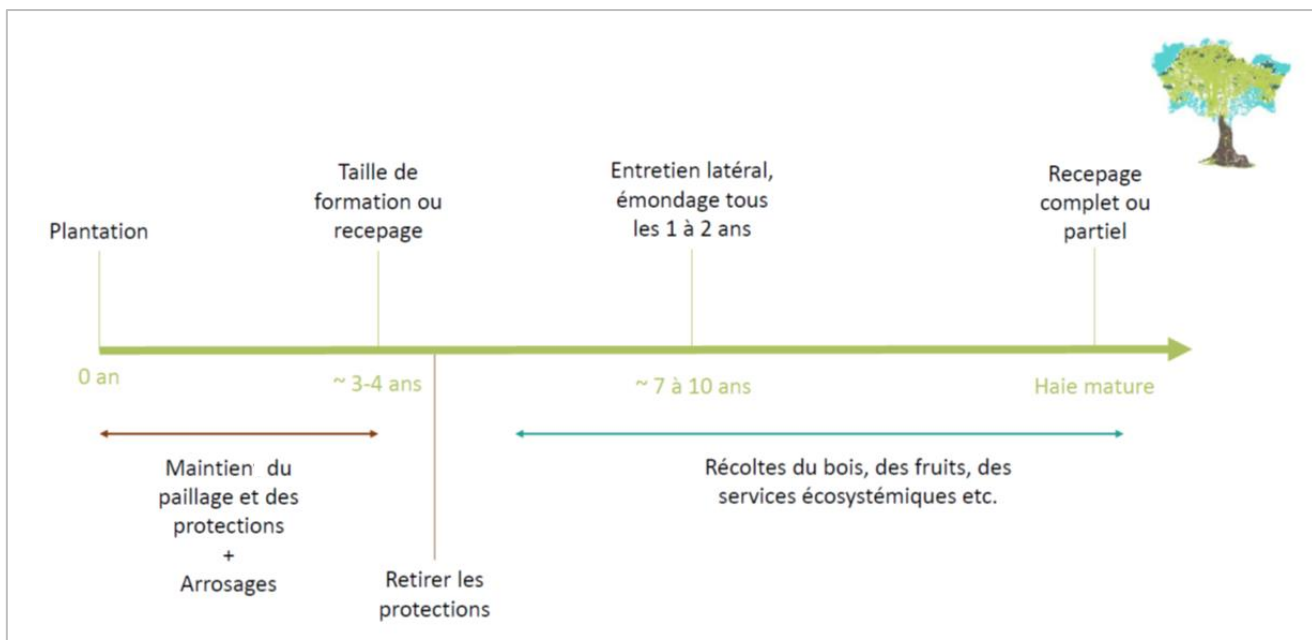 Plantation
Taille de
formation ou
recepage
Entretien latéral,
émondage tous
les 1 à 2 ans
Recepage
complet ou
partiel
0 an
~ 3-4 ans
~ 7 à 10 ans
Haie mature
Maintien du
paillage et des
protections
+
Arrosages
Retirer les
protections
Récoltes du bois, des fruits, des
services écosystémiques etc.